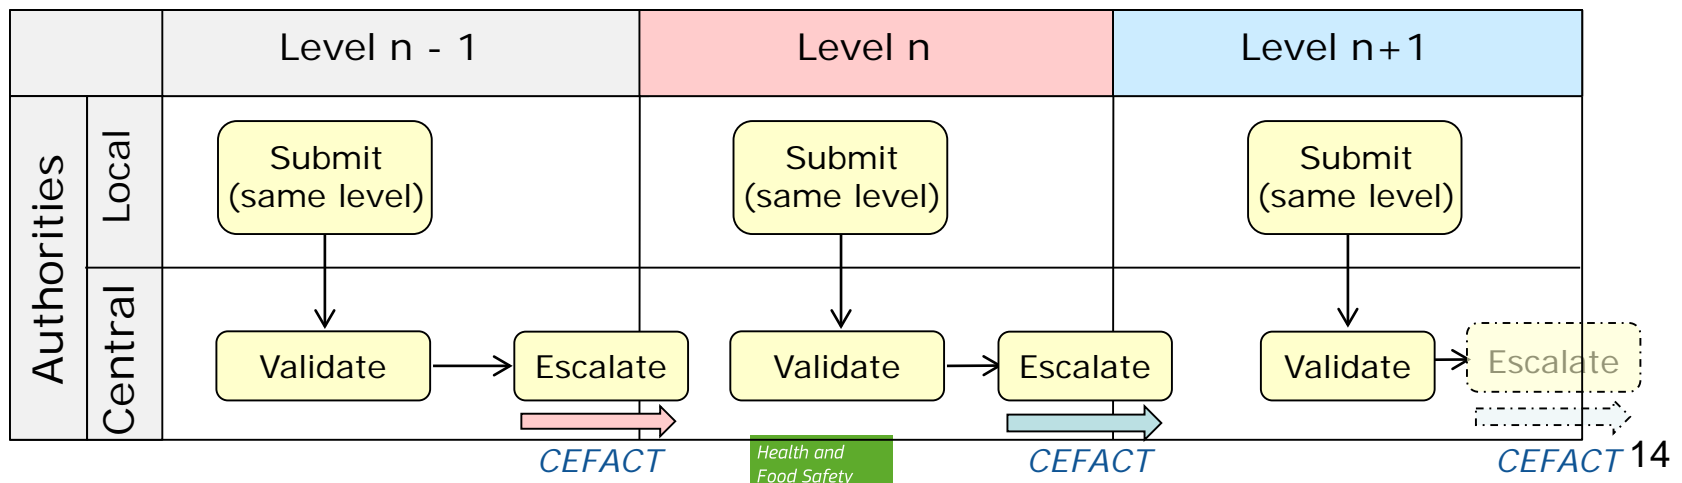 Level n - 1
Level n
Level n+1
Authorities
Local
Submit
(same level)
Submit
(same level)
Submit
(same level)
Central
Validate
Escalate
Validate
Escalate
Validate
Escalate
CEFACT
Health and
Food Safety
CEFACT
CEFACT
14